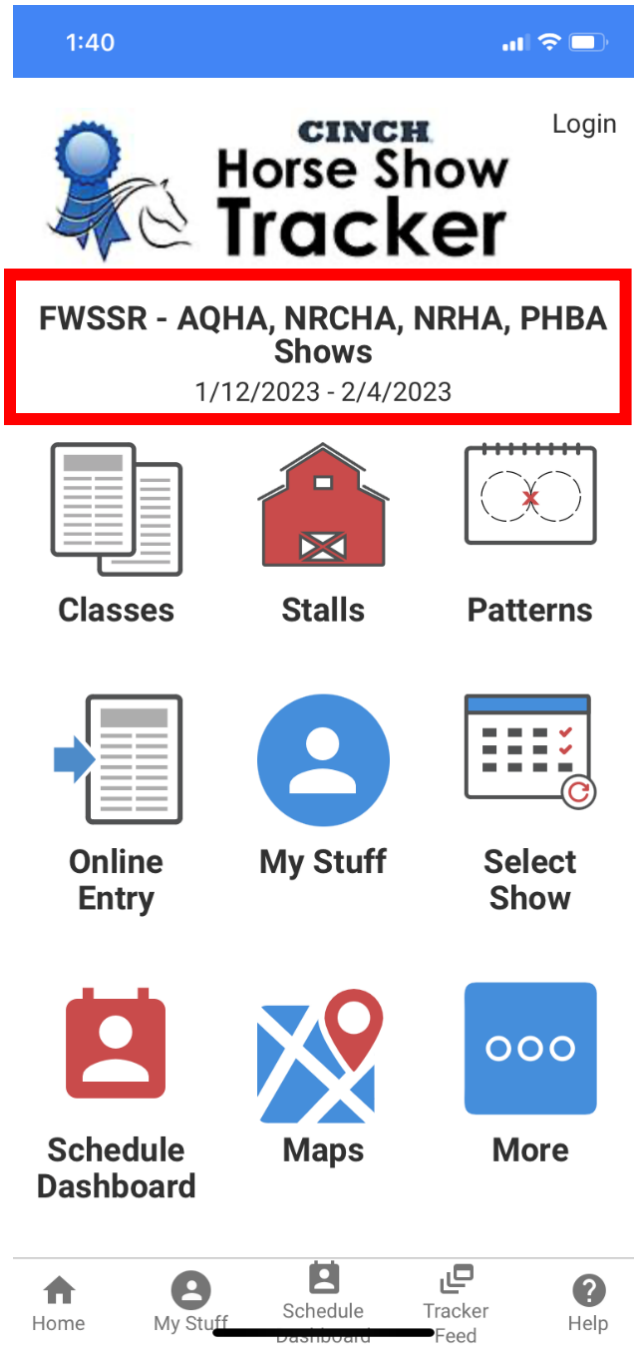 1:40
Login
CINCH
Horse Show
Tracker
FWSSR - AQHA, NRCHA, NRHA, PHBA
Shows
1/12/2023 - 2/4/2023
Classes
Stalls
Patterns
Online
Entry
My Stuff
Select
Show
Schedule
Dashboard
Maps
More
Home
My Stuff
Schedule
Dashboard
Tracker
Feed
Help